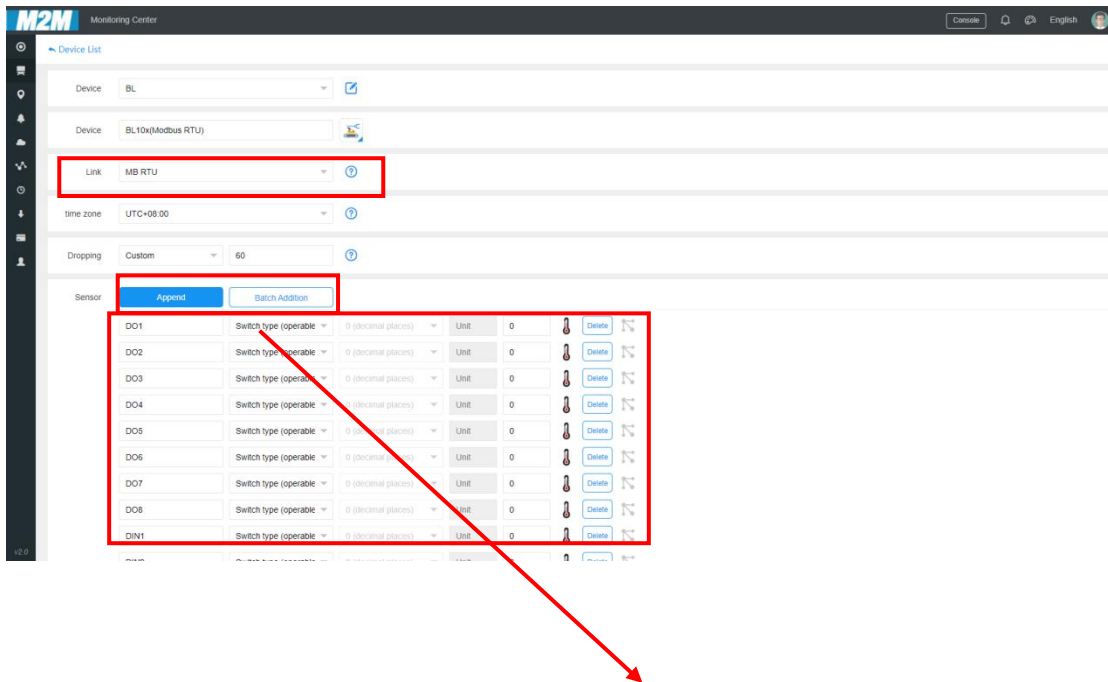 M2M Monitoring Center Console English
Device List
Device BL
Device BL10x(Modbus RTU)
Link MB RTU
time zone UTC+08:00
Dropping Custom 60
Sensor Append Batch Addition
DO1 Switch type (operable 0 (decimal places) Unit 0 Delete
DO2 Switch type (operable 0 (decimal places) Unit 0 Delete
DO3 Switch type (operable 0 (decimal places) Unit 0 Delete
DO4 Switch type (operable 0 (decimal places) Unit 0 Delete
DO5 Switch type (operable 0 (decimal places) Unit 0 Delete
DO6 Switch type (operable 0 (decimal places) Unit 0 Delete
DO7 Switch type (operable 0 (decimal places) Unit 0 Delete
DO8 Switch type (operable 0 (decimal places) Unit 0 Delete
DIN1 Switch type (operable 0 (decimal places) Unit 0 Delete
v2.0